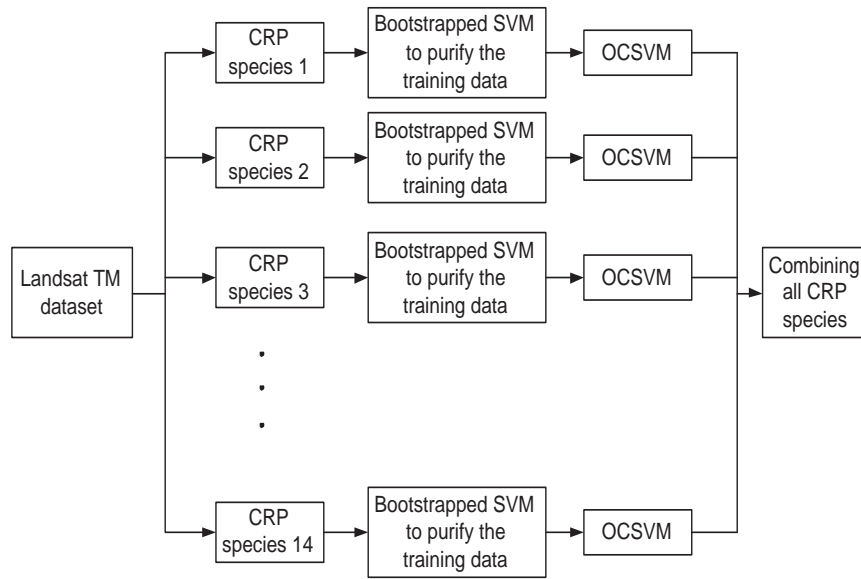 CRP
species 1
Bootstrapped SVM
to purify the
training data
OCSVM
CRP
species 2
Bootstrapped SVM
to purify the
training data
OCSVM
Landsat TM
dataset
CRP
species 3
Bootstrapped SVM
to purify the
training data
OCSVM
Combining
all CRP
species
CRP
species 14
Bootstrapped SVM
to purify the
training data
OCSVM